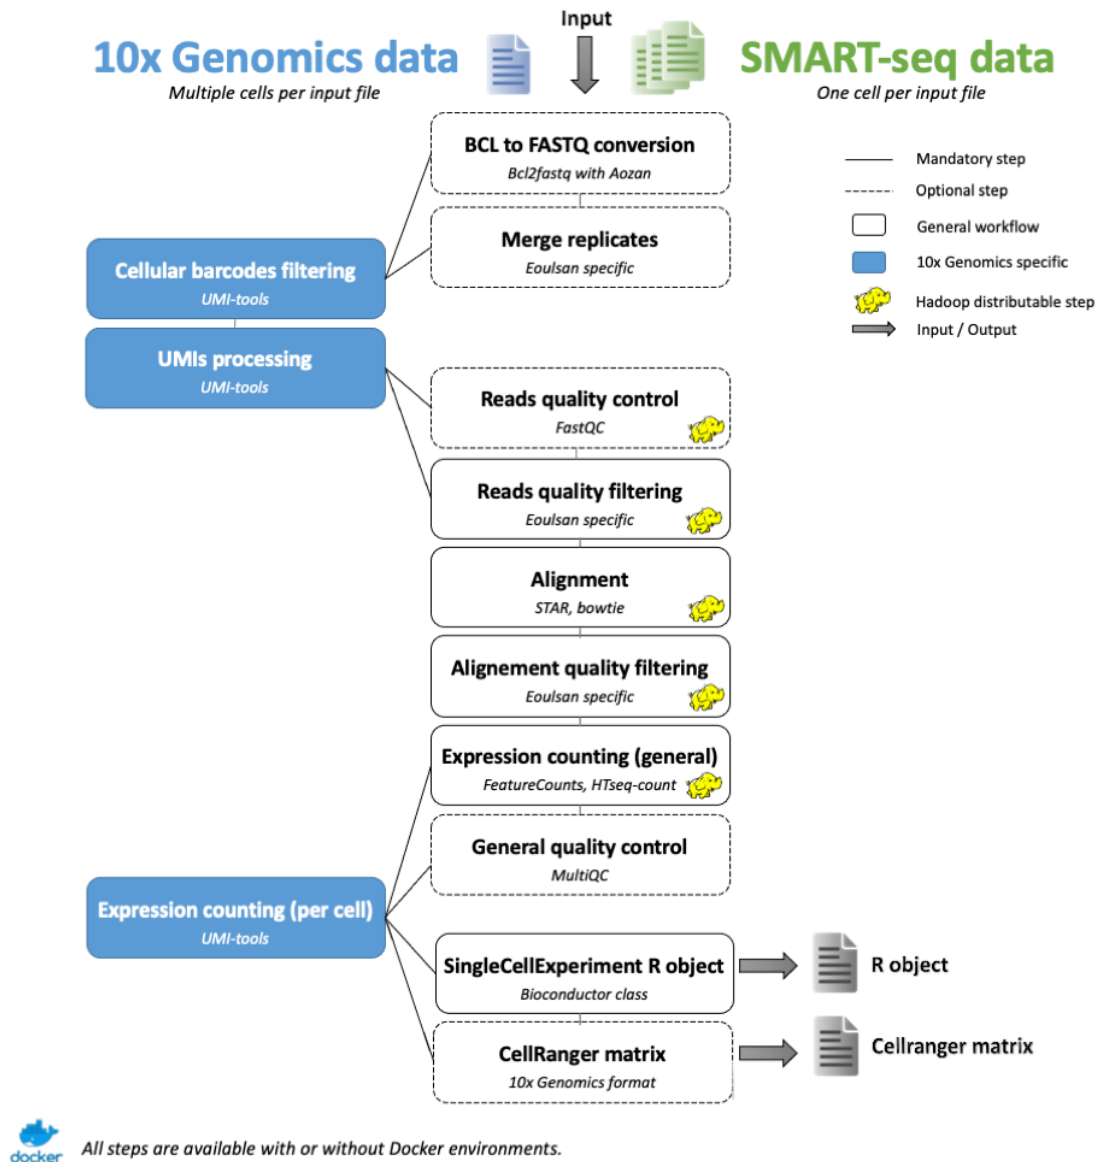 Input
10x Genomics data
Multiple cells per input file
SMART-seq data
One cell per input file
BCL to FASTQ conversion
Bcl2fastq with Aozan
Mandatory step
Optional step
General workflow
10x Genomics specific
Hadoop distributable step
Input / Output
Merge replicates
Eoulsan specific
Cellular barcodes filtering
UMI-tools
UMIs processing
UMI-tools
Reads quality control
FastQC
Reads quality filtering
Eoulsan specific
Alignment
STAR, bowtie
Alignement quality filtering
Eoulsan specific
Expression counting (general)
FeatureCounts, HTseq-count
General quality control
MultiQC
Expression counting (per cell)
UMI-tools
SingleCellExperiment R object
Bioconductor class
R object
CellRanger matrix
10x Genomics format
Cellranger matrix
docker
All steps are available with or without Docker environments.